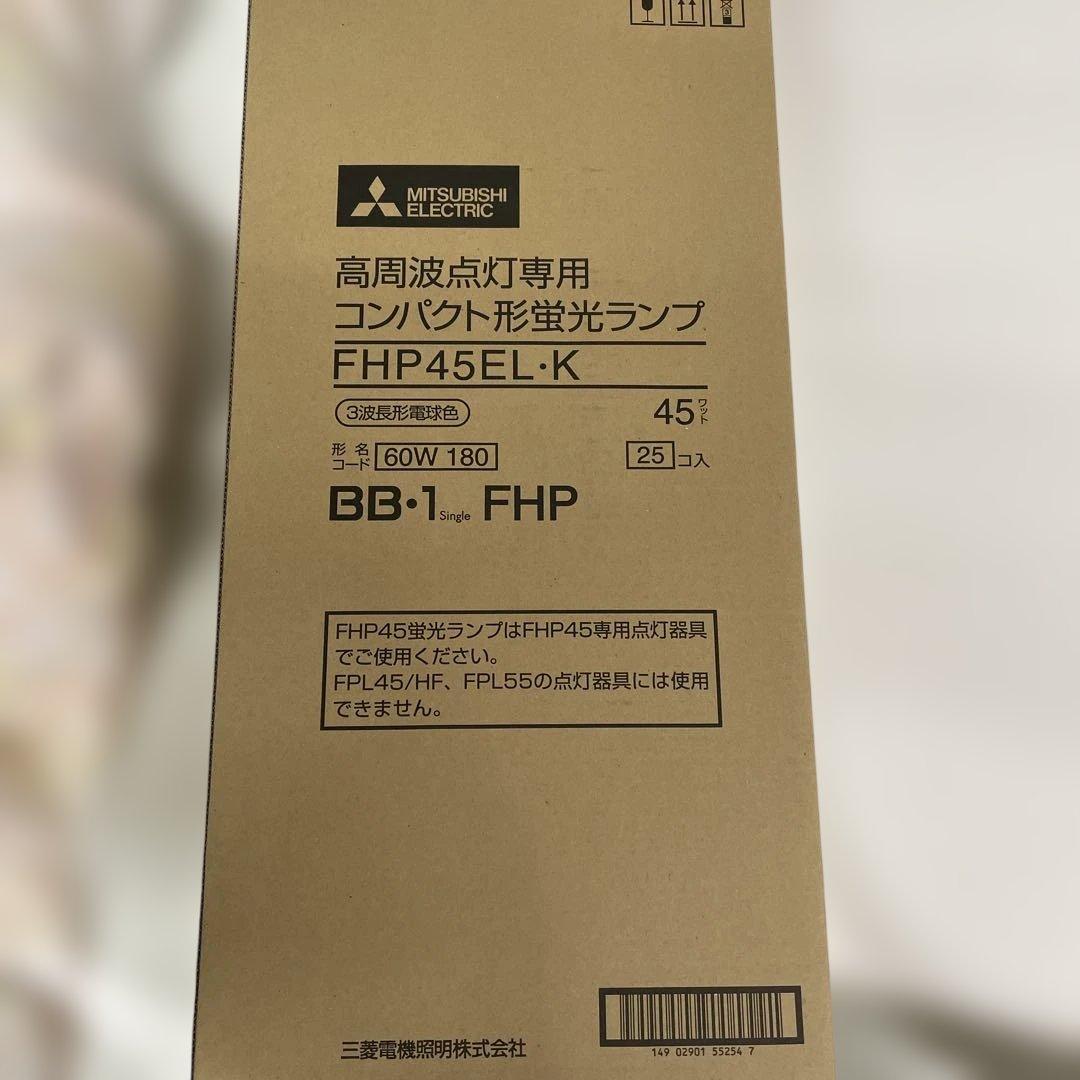 MITSUBISHI
ELECTRIC
高周波点灯専用
コンパクト形蛍光ランプ
FHP45EL・K
3波長形電球色 45ワット
形名コード 60W 180 25コ入
BB・1 Single FHP
FHP45蛍光ランプはFHP45専用点灯器具
でご使用ください。
FPL45/HF、FPL55の点灯器具には使用
できません。
三菱電機照明株式会社
149 02901 55254 7